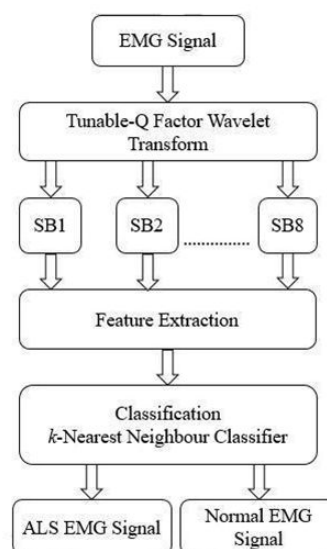 EMG Signal
Tunable-Q Factor Wavelet
Transform
SB1 SB2 .............. SB8
Feature Extraction
Classification
k-Nearest Neighbour Classifier
ALS EMG Signal
Normal EMG
Signal